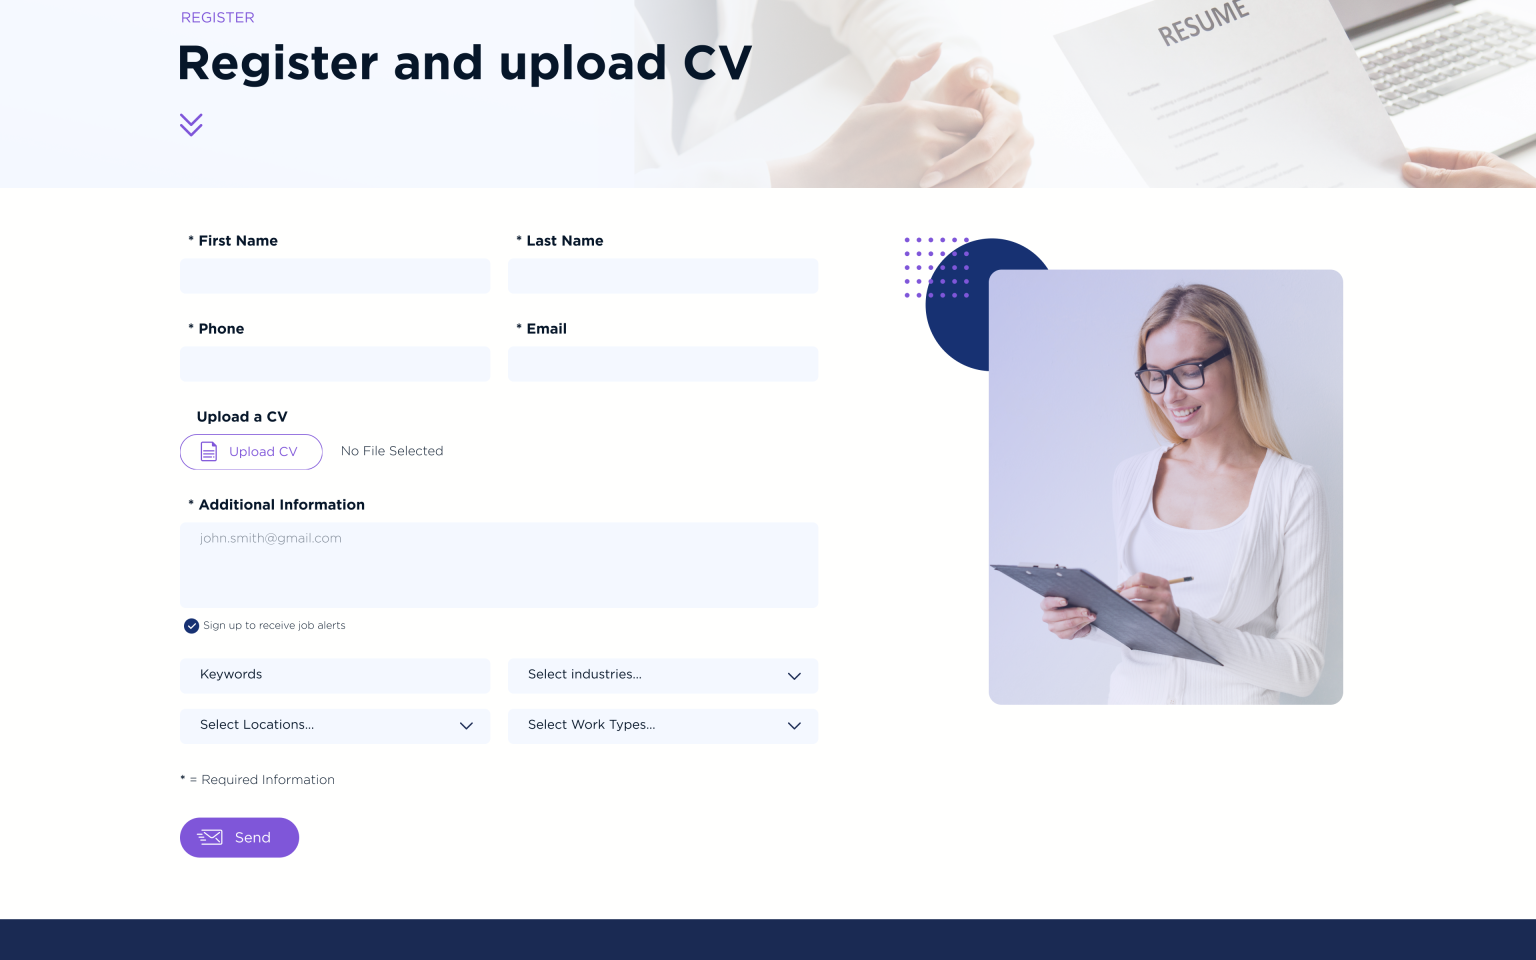 REGISTER
Register and upload CV
RESUME
* First Name
* Last Name
* Phone
* Email
Upload a CV
Upload CV
No File Selected
* Additional Information
john.smith@gmail.com
Sign up to receive job alerts
Keywords
Select industries...
Select Locations...
Select Work Types...
* = Required Information
Send